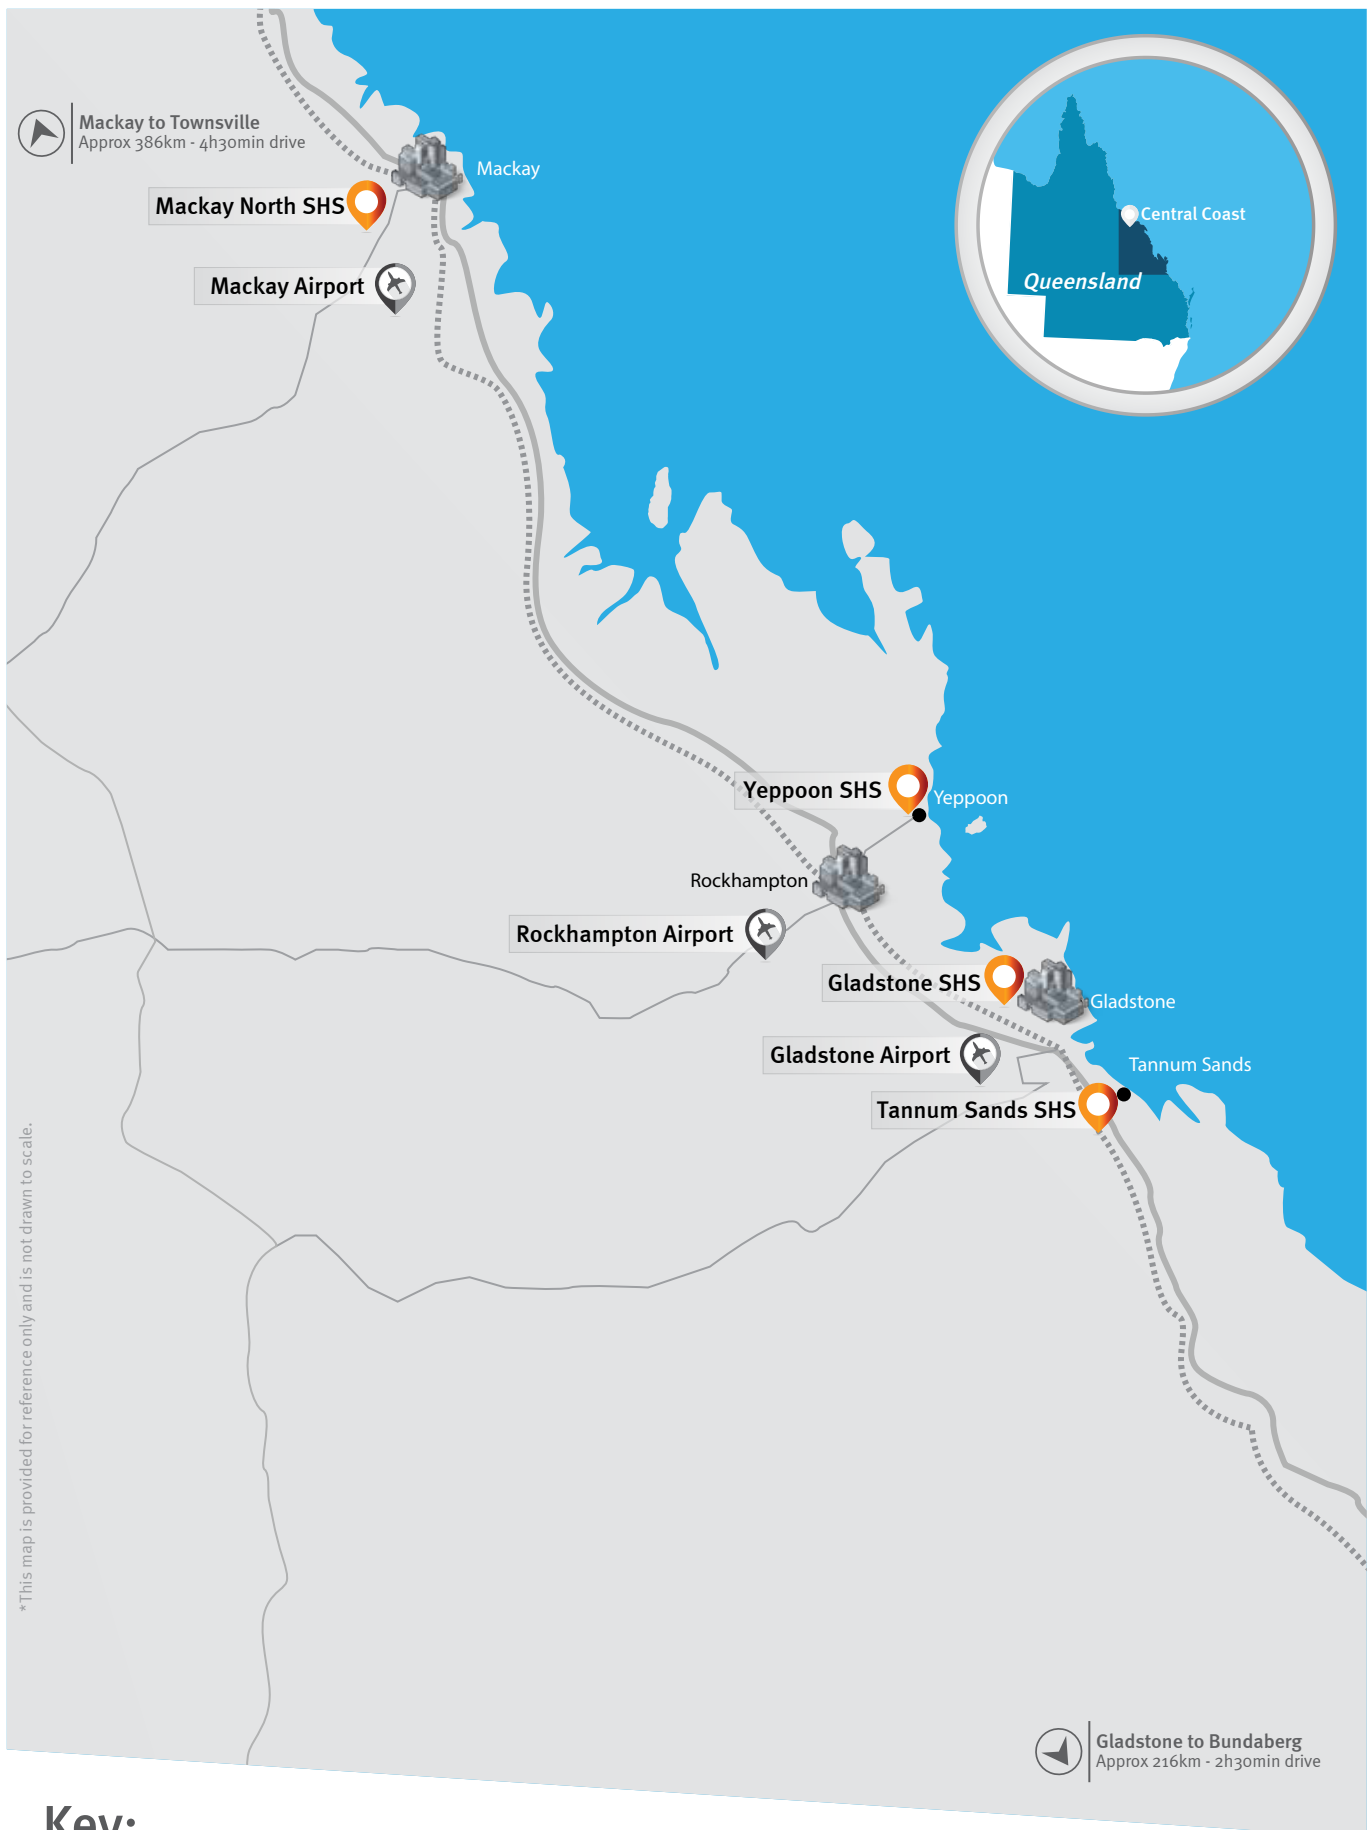 Mackay to Townsville
Approx 386km - 4h30min drive
Mackay
Mackay North SHS
Central Coast
Mackay Airport
Queensland
Yeppoon SHS
Yeppoon
Rockhampton
Rockhampton Airport
Gladstone SHS
Gladstone
Gladstone Airport
Tannum Sands
Tannum Sands SHS
*This map is provided for reference only and is not drawn to scale.
Gladstone to Bundaberg
Approx 216km - 2h30min drive
Key: